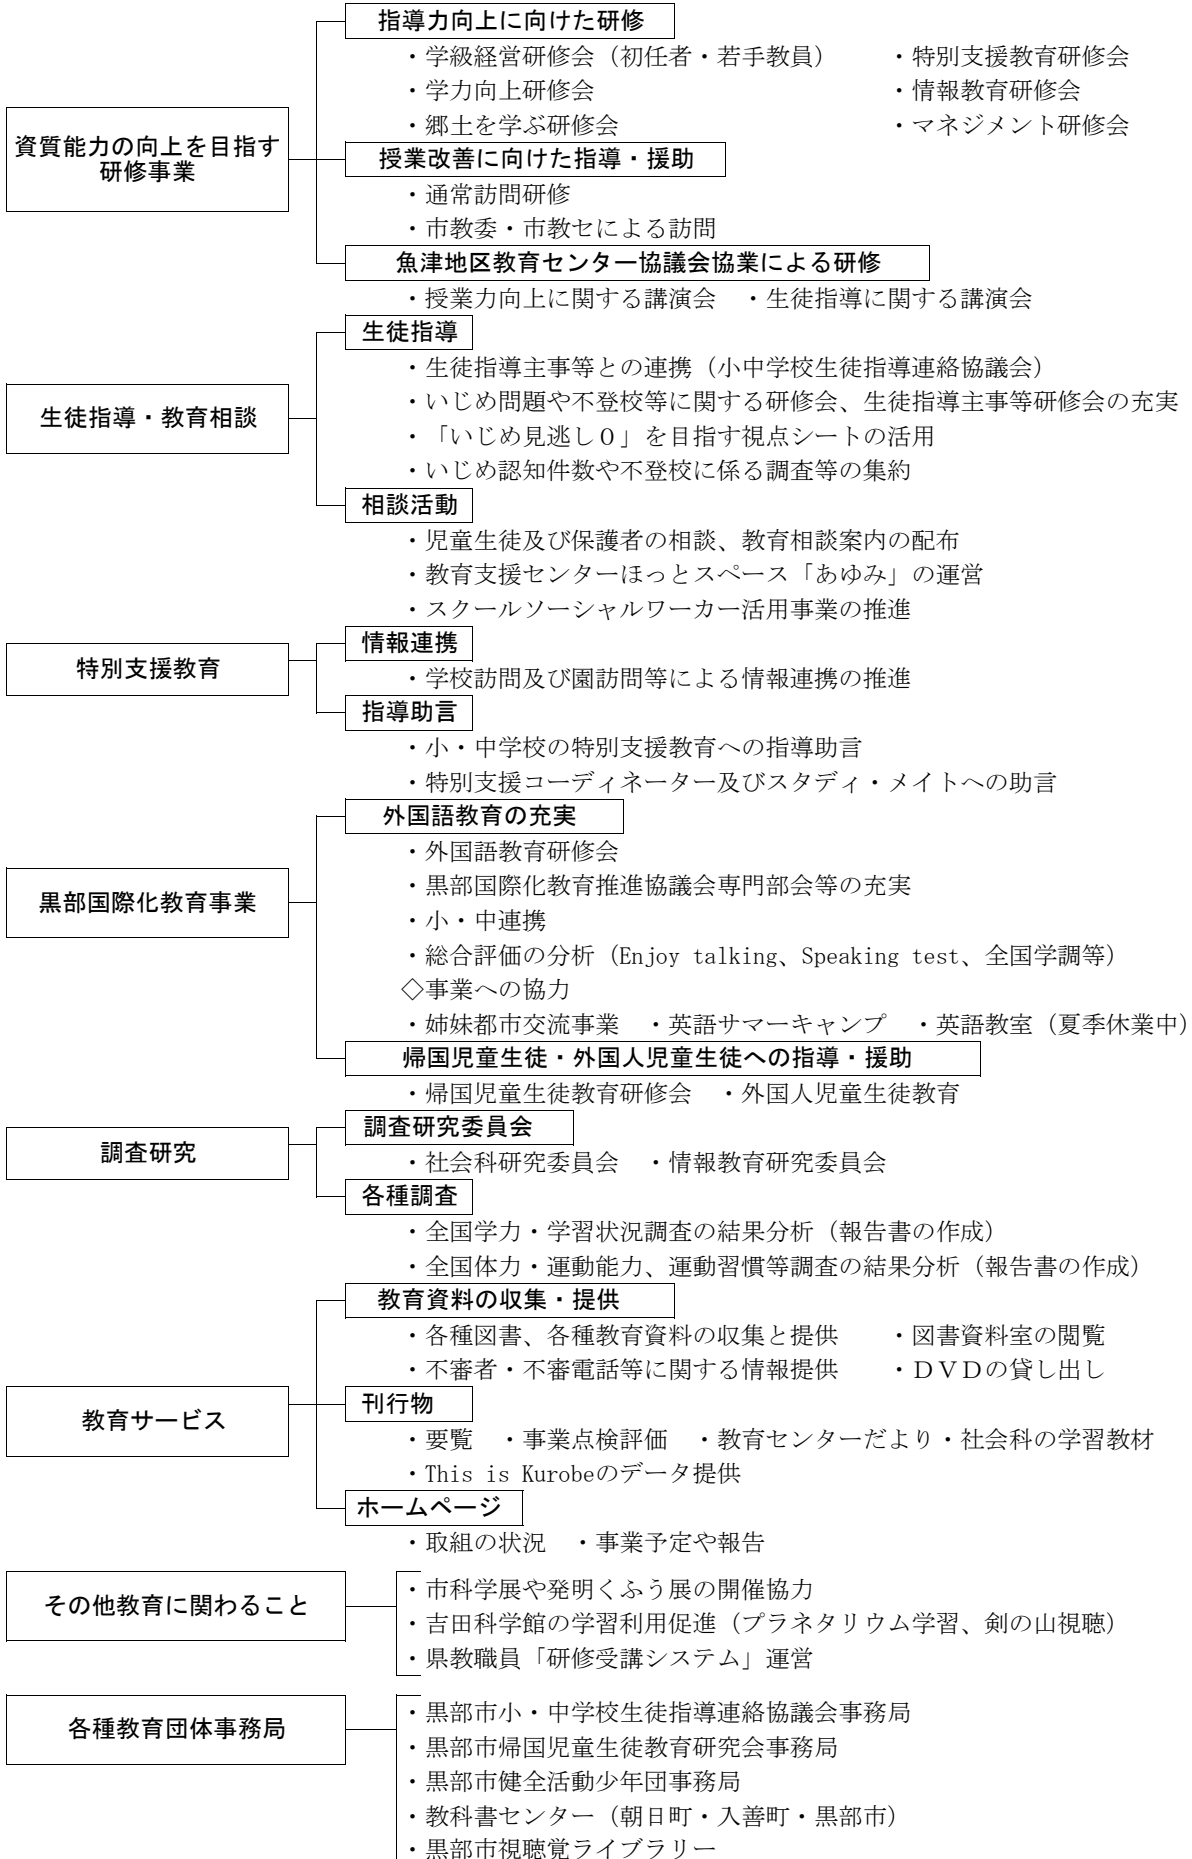 指導力向上に向けた研修
・学級経営研修会（初任者・若手教員） ・特別支援教育研修会
・学力向上研修会 ・情報教育研修会
・郷土を学ぶ研修会 ・マネジメント研修会
資質能力の向上を目指す
研修事業
授業改善に向けた指導・援助
・通常訪問研修
・市教委・市教セによる訪問
魚津地区教育センター協議会協業による研修
・授業力向上に関する講演会 ・生徒指導に関する講演会
生徒指導・教育相談
生徒指導
・生徒指導主事等との連携（小中学校生徒指導連絡協議会）
・いじめ問題や不登校等に関する研修会、生徒指導主事等研修会の充実
・「いじめ見逃し０」を目指す視点シートの活用
・いじめ認知件数や不登校に係る調査等の集約
相談活動
・児童生徒及び保護者の相談、教育相談案内の配布
・教育支援センターほっとスペース「あゆみ」の運営
・スクールソーシャルワーカー活用事業の推進
特別支援教育
情報連携
・学校訪問及び園訪問等による情報連携の推進
指導助言
・小・中学校の特別支援教育への指導助言
・特別支援コーディネーター及びスタディ・メイトへの助言
黒部国際化教育事業
外国語教育の充実
・外国語教育研修会
・黒部国際化教育推進協議会専門部会等の充実
・小・中連携
・総合評価の分析（Enjoy talking、Speaking test、全国学調等）
◇事業への協力
・姉妹都市交流事業 ・英語サマーキャンプ ・英語教室（夏季休業中）
帰国児童生徒・外国人児童生徒への指導・援助
・帰国児童生徒教育研修会 ・外国人児童生徒教育
調査研究
調査研究委員会
・社会科研究委員会 ・情報教育研究委員会
各種調査
・全国学力・学習状況調査の結果分析（報告書の作成）
・全国体力・運動能力、運動習慣等調査の結果分析（報告書の作成）
教育サービス
教育資料の収集・提供
・各種図書、各種教育資料の収集と提供 ・図書資料室の閲覧
・不審者・不審電話等に関する情報提供 ・ＤＶＤの貸し出し
刊行物
・要覧 ・事業点検評価 ・教育センターだより・社会科の学習教材
・This is Kurobeのデータ提供
ホームページ
・取組の状況 ・事業予定や報告
その他教育に関わること
・市科学展や発明くふう展の開催協力
・吉田科学館の学習利用促進（プラネタリウム学習、剣の山視聴）
・県教職員「研修受講システム」運営
各種教育団体事務局
・黒部市小・中学校生徒指導連絡協議会事務局
・黒部市帰国児童生徒教育研究会事務局
・黒部市健全活動少年団事務局
・教科書センター（朝日町・入善町・黒部市）
・黒部市視聴覚ライブラリー